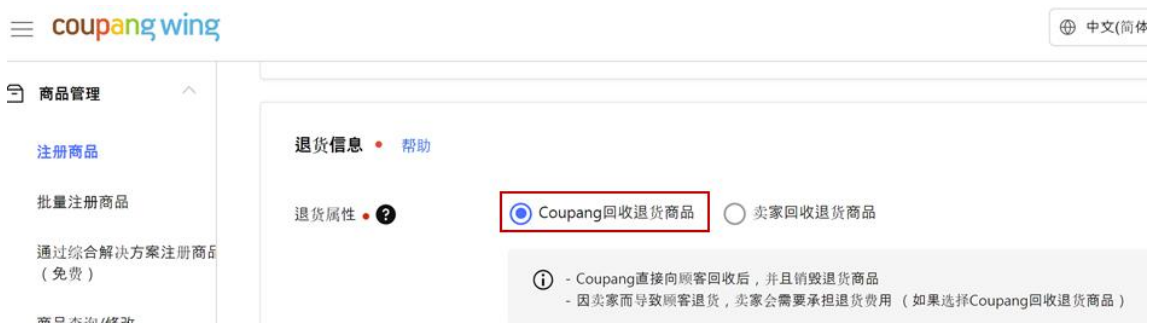 coupang wing
中文(简体
商品管理
注册商品
批量注册商品
通过综合解决方案注册商品
(免费)
商品查询/修改
退货信息 • 帮助
退货属性 •
Coupang回收退货商品
卖家回收退货商品
- Coupang直接向顾客回收后，并且销毁退货商品
- 因卖家而导致顾客退货，卖家会需要承担退货费用 （如果选择Coupang回收退货商品）